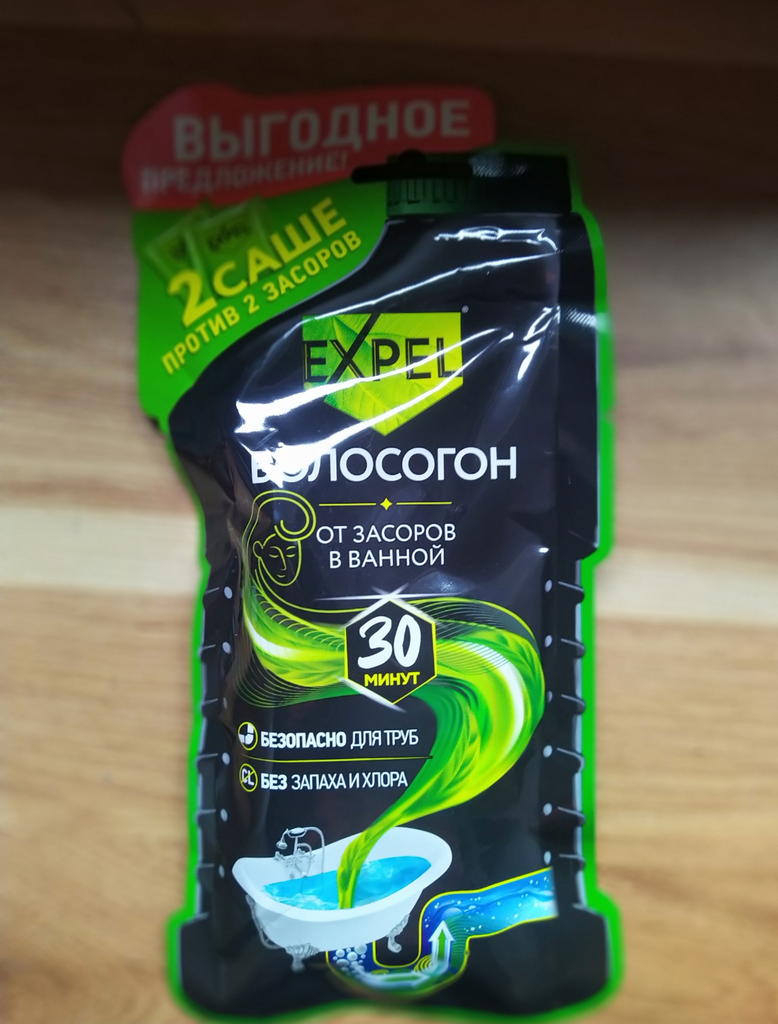 ВЫГОДНОЕ
ПРЕДЛОЖЕНИЕ!
2 САШЕ
ПРОТИВ 2 ЗАСОРОВ
EXPEL
ВОЛОСОГОН
ОТ ЗАСОРОВ
В ВАННОЙ
30
МИНУТ
БЕЗОПАСНО ДЛЯ ТРУБ
CL БЕЗ ЗАПАХА И ХЛОРА